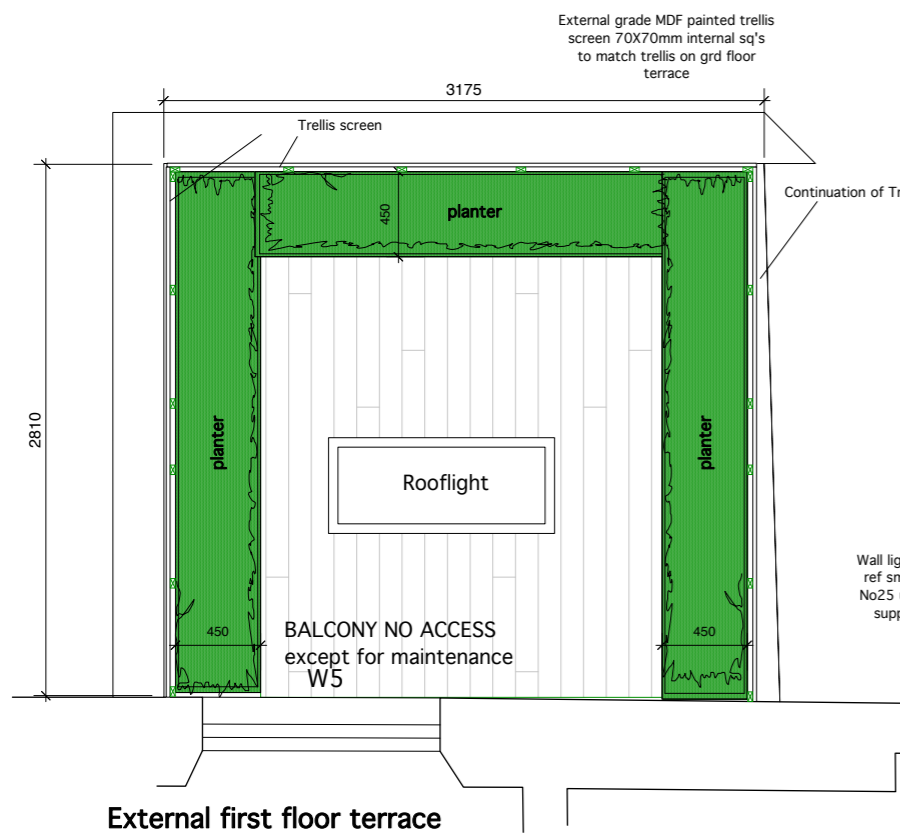 External grade MDF painted trellis
screen 70X70mm internal sq's
to match trellis on grd floor
terrace
3175
Trellis screen
Continuation of Tr
450
planter
2810
planter
planter
Rooflight
Wall lig
ref sm
No25
supp
450
450
BALCONY NO ACCESS
except for maintenance
W5
External first floor terrace